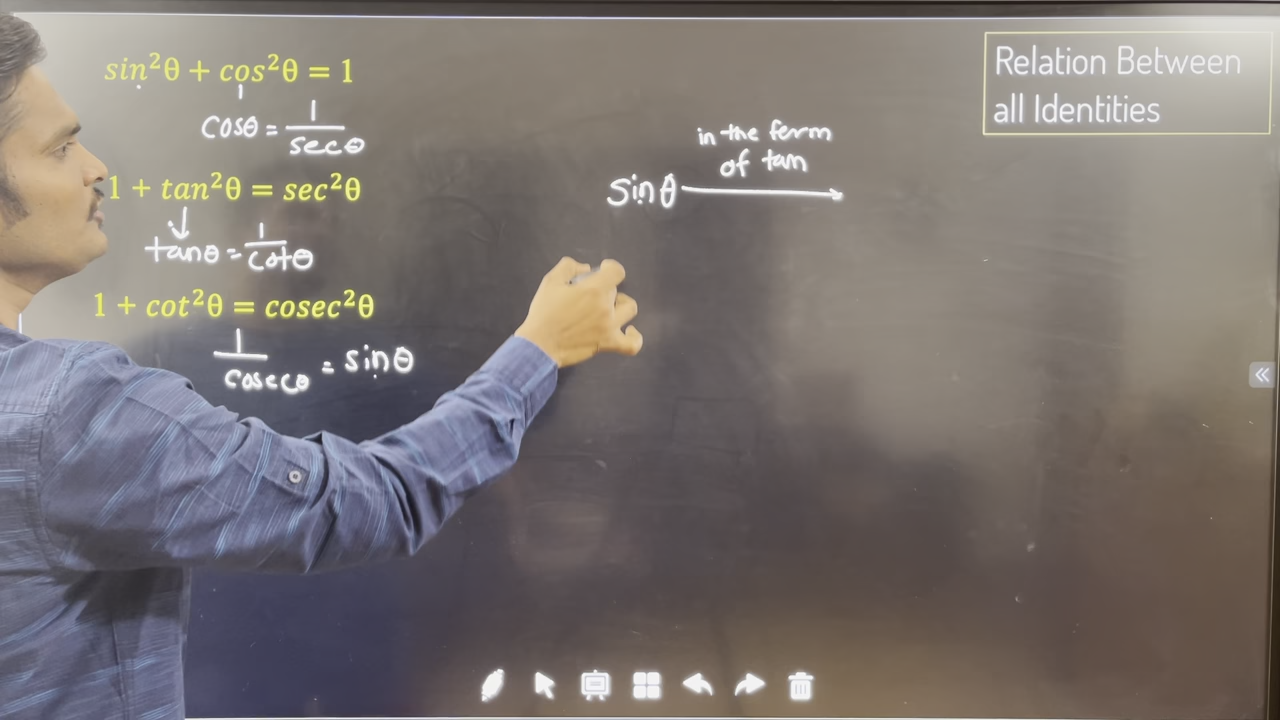 sin²θ + cos²θ = 1
cosθ = 1/secθ
1 + tan²θ = sec²θ
tanθ = 1/cotθ
1 + cot²θ = cosec²θ
1/cosecθ = sinθ
Relation Between
all Identities
in the ferm
of tan
sinθ →